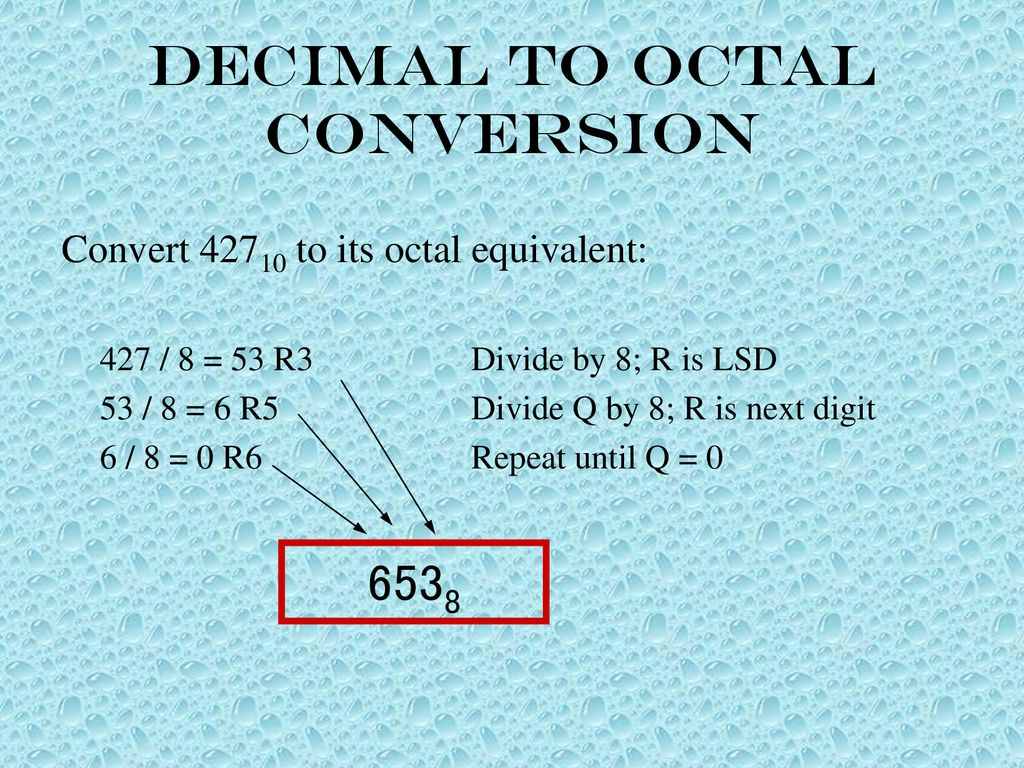 DECIMAL TO OCTAL
CONVERSION
Convert 427₁₀ to its octal equivalent:
427 / 8 = 53 R3 Divide by 8; R is LSD
53 / 8 = 6 R5 Divide Q by 8; R is next digit
6 / 8 = 0 R6 Repeat until Q = 0
653₈